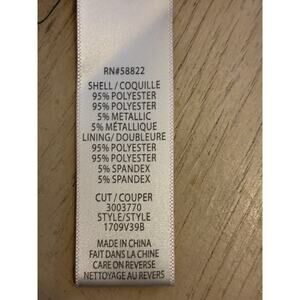 RN#58822
SHELL / COQUILLE
95% POLYESTER
95% POLYESTER
5% METALLIC
5% MÉTALLIQUE
LINING/ DOUBLEURE
95% POLYESTER
95% POLYESTER
5% SPANDEX
5% SPANDEX
CUT / COUPER
3003770
STYLE/STYLE
1709V39B
MADE IN CHINA
FAIT DANS LA CHINE
CARE ON REVERSE
NETTOYAGE AU REVERS